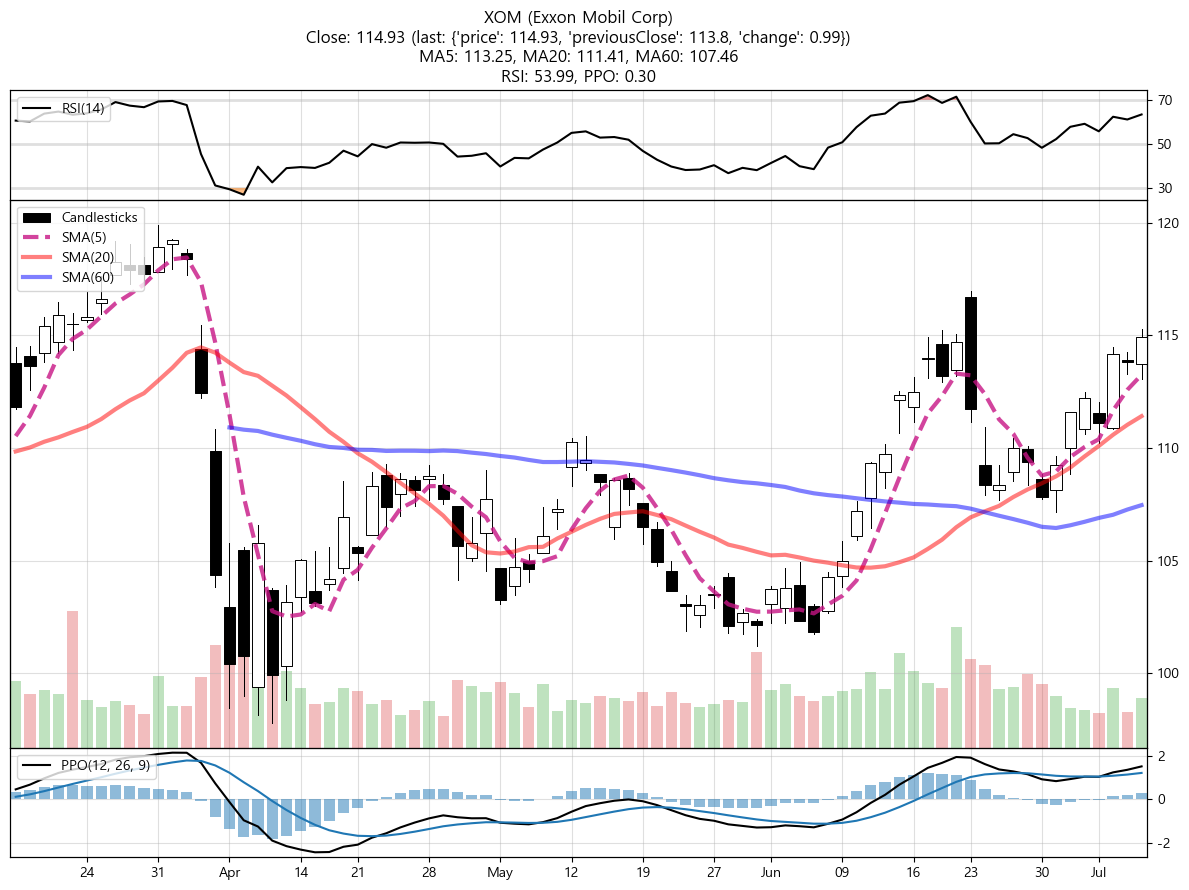 XOM (Exxon Mobil Corp)
Close: 114.93 (last: {'price': 114.93, 'previousClose': 113.8, 'change': 0.99})
MA5: 113.25, MA20: 111.41, MA60: 107.46
RSI: 53.99, PPO: 0.30
RSI(14)
70
50
30
Candlesticks
SMA(5)
SMA(20)
SMA(60)
120
115
110
105
100
PPO(12, 26, 9)
2
0
-2
24 31 Apr 14 21 28 May 12 19 27 Jun 09 16 23 30 Jul